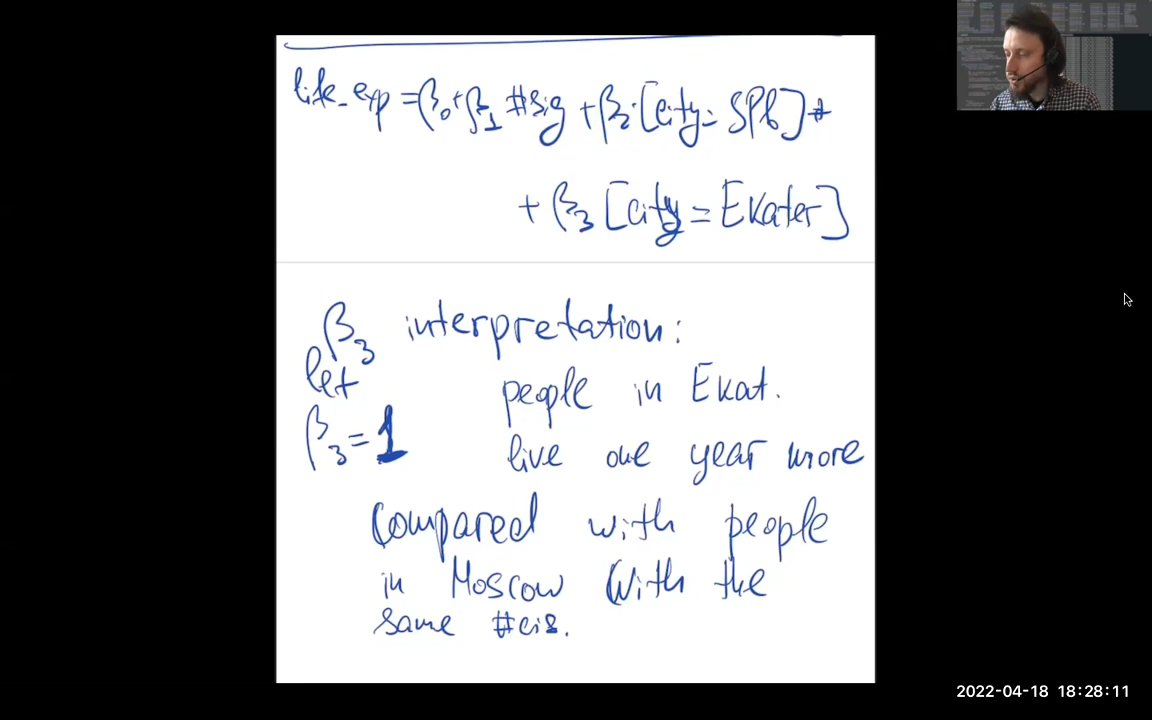 life_exp = β₀ + β₁ #sig + β₂·[city = SPb] +
+ β₃ [city = Ekater]
β₃ interpretation:
let
people in Ekat.
β₃ = 1
live one year more
compared with people
in Moscow with the
same #cig.
2022-04-18 18:28:11